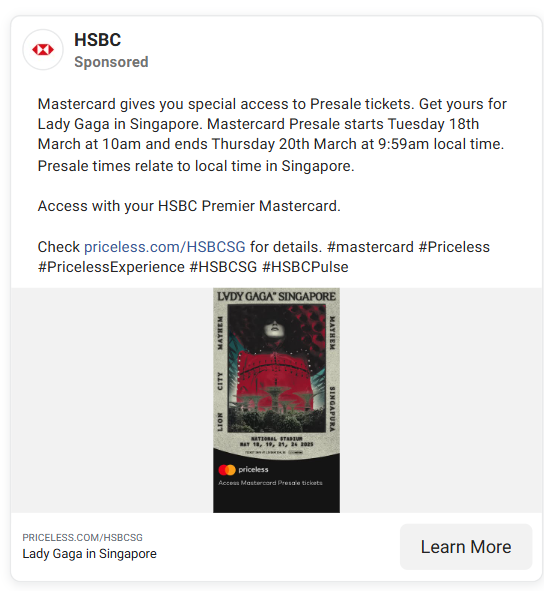 HSBC
Sponsored
Mastercard gives you special access to Presale tickets. Get yours for
Lady Gaga in Singapore. Mastercard Presale starts Tuesday 18th
March at 10am and ends Thursday 20th March at 9:59am local time.
Presale times relate to local time in Singapore.
Access with your HSBC Premier Mastercard.
Check priceless.com/HSBCSG for details. #mastercard #Priceless
#PricelessExperience #HSBCSG #HSBCPulse
LVDY GAGA" SINGAPORE
MAYHEM
MAYHEM
LION CITY
SINGAPURA
NATIONAL STADIUM
MAY 18, 19, 21, 24 2025
priceless
Access Mastercard Presale tickets
PRICELESS.COM/HSBCSG
Lady Gaga in Singapore
Learn More